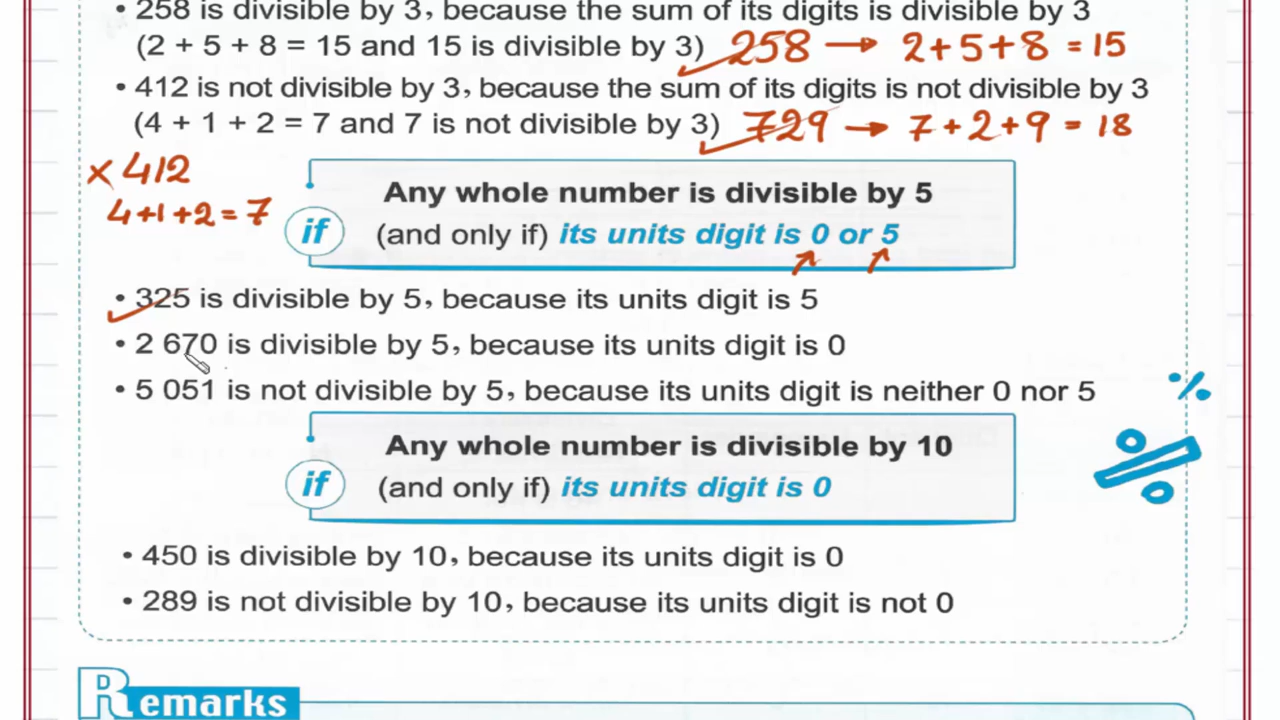 • 258 is divisible by 3, because the sum of its digits is divisible by 3
(2 + 5 + 8 = 15 and 15 is divisible by 3) 258 → 2+5+8 = 15
• 412 is not divisible by 3, because the sum of its digits is not divisible by 3
(4 + 1 + 2 = 7 and 7 is not divisible by 3) 729 → 7+2+9 = 18
× 412
4+1+2=7
Any whole number is divisible by 5
if (and only if) its units digit is 0 or 5
• 325 is divisible by 5, because its units digit is 5
• 2 670 is divisible by 5, because its units digit is 0
• 5 051 is not divisible by 5, because its units digit is neither 0 nor 5
Any whole number is divisible by 10
if (and only if) its units digit is 0
• 450 is divisible by 10, because its units digit is 0
• 289 is not divisible by 10, because its units digit is not 0
Remarks